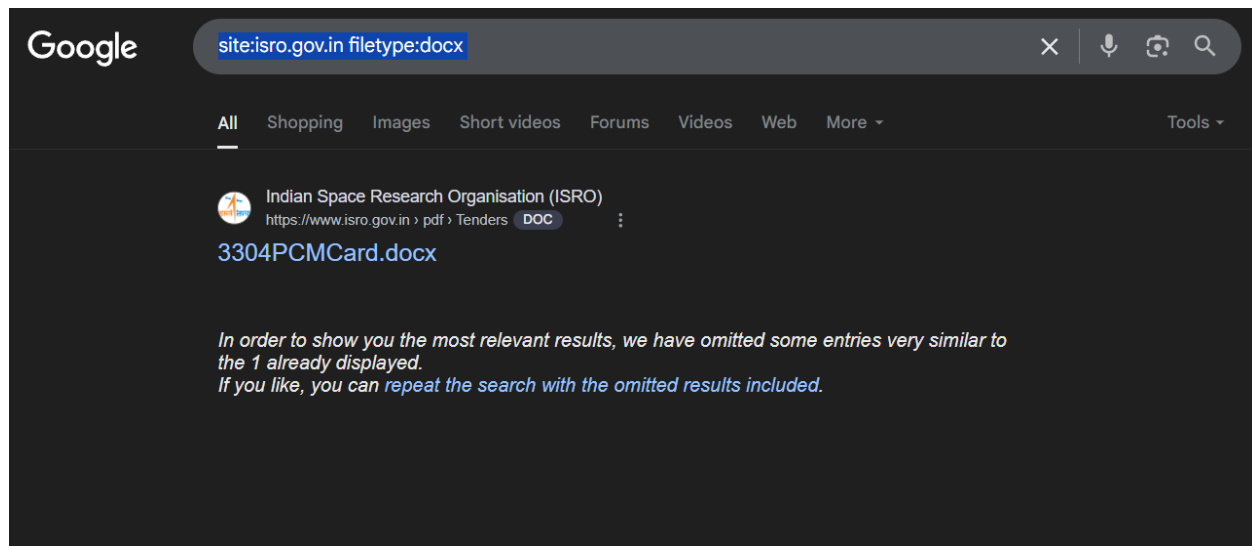 Google
site:isro.gov.in filetype:docx
All Shopping Images Short videos Forums Videos Web More Tools
Indian Space Research Organisation (ISRO)
https://www.isro.gov.in › pdf › Tenders DOC
3304PCMCard.docx
In order to show you the most relevant results, we have omitted some entries very similar to
the 1 already displayed.
If you like, you can repeat the search with the omitted results included.